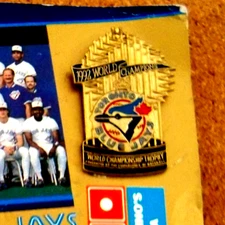 1992 WORLD CHAMPIONS
TORONTO
BLUE JAYS
WORLD CHAMPIONSHIP TROPHY
JAYS